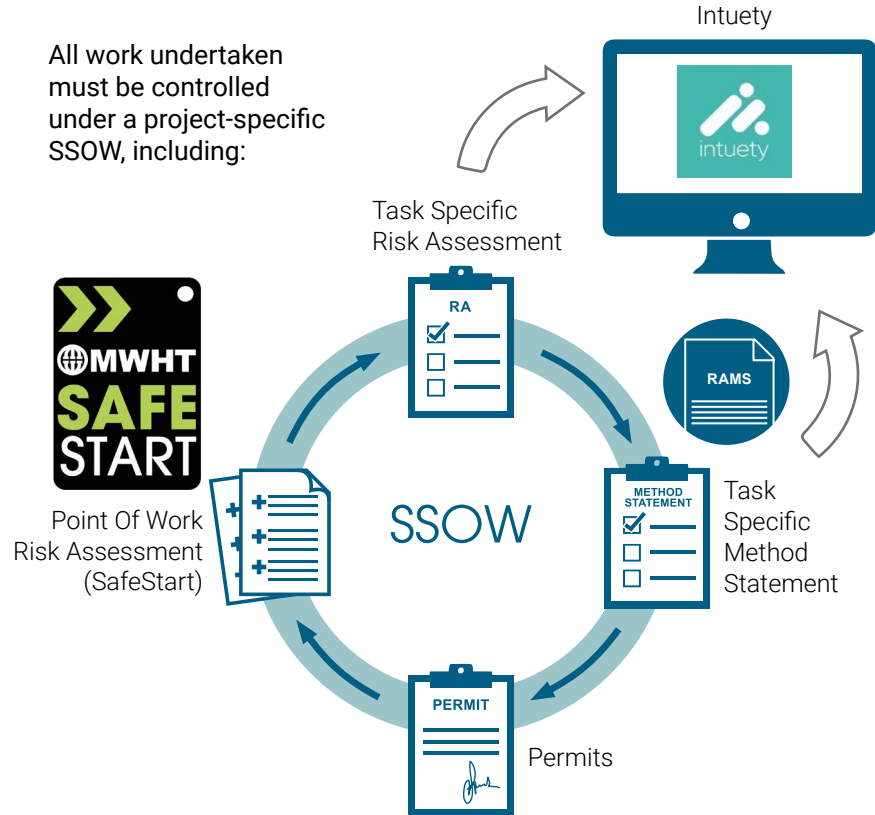 All work undertaken
must be controlled
under a project-specific
SSOW, including:
Intuety
intuety
Task Specific
Risk Assessment
RA
MWHT
SAFE
START
RAMS
SSOW
METHOD
STATEMENT
Task
Specific
Method
Statement
Point Of Work
Risk Assessment
(SafeStart)
PERMIT
Permits